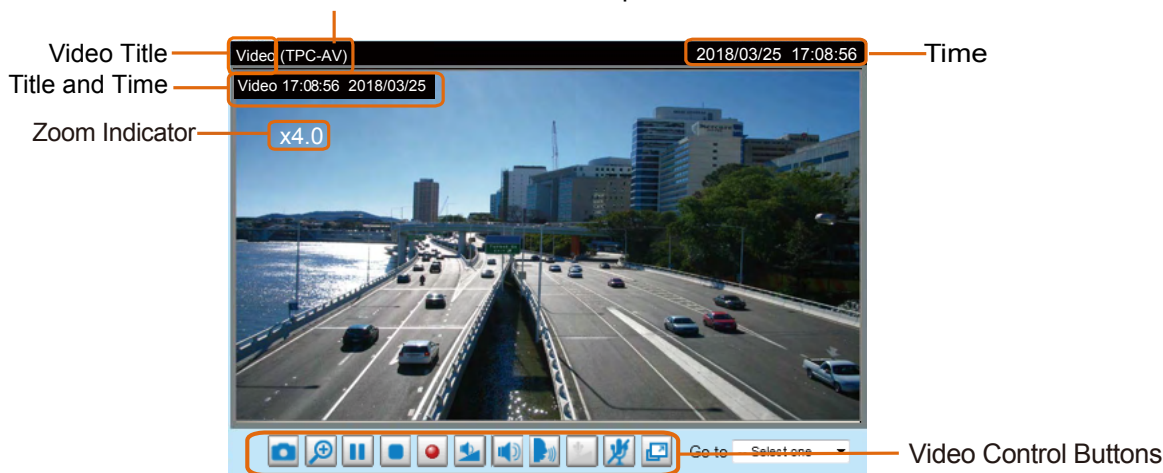 Video Title
Video (TPC-AV)
2018/03/25 17:08:56
Time
Title and Time
Video 17:08:56 2018/03/25
Zoom Indicator
x4.0
Go to
Select one
Video Control Buttons